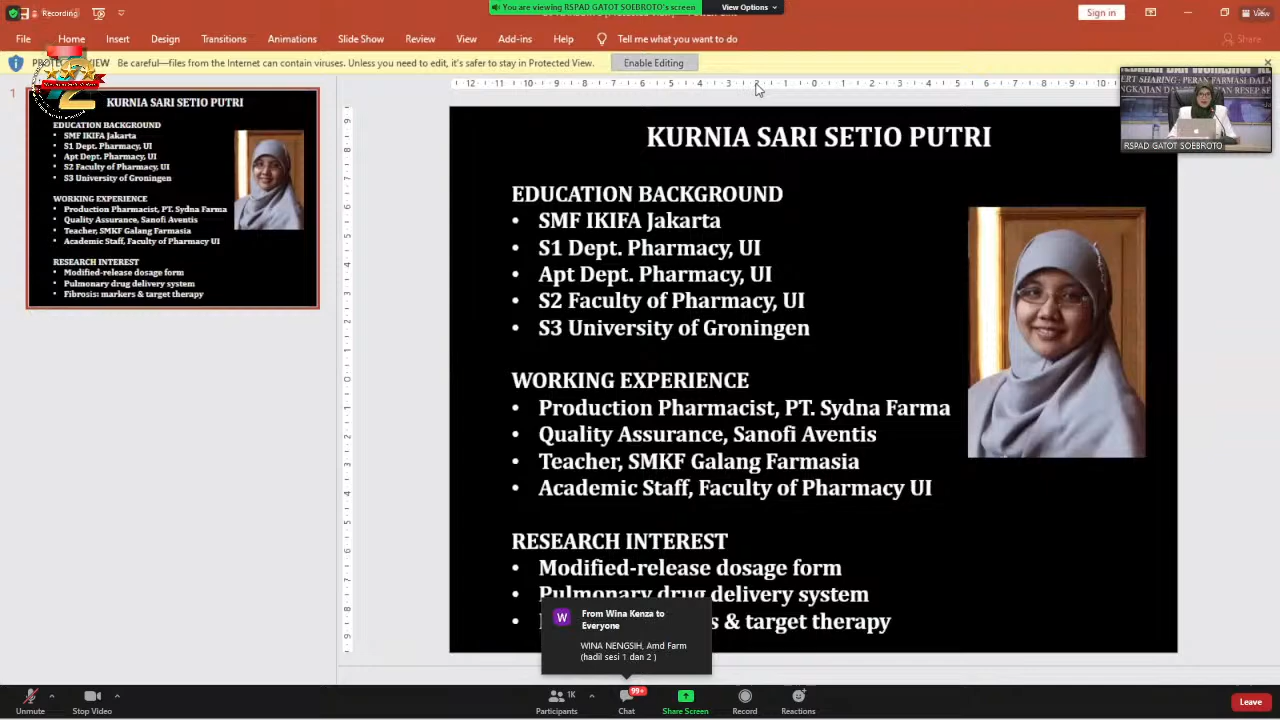 Recording
You are viewing RSPAD GATOT SOEBROTO's screen
View Options
Sign in
View
File
Home
Insert
Design
Transitions
Animations
Slide Show
Review
View
Add-ins
Help
Tell me what you want to do
Share
Be careful—files from the Internet can contain viruses. Unless you need to edit, it's safer to stay in Protected View.
Enable Editing
1
KURNIA SARI SETIO PUTRI
EDUCATION BACKGROUND
• SMF IKIFA Jakarta
• S1 Dept. Pharmacy, UI
• Apt Dept. Pharmacy, UI
• S2 Faculty of Pharmacy, UI
• S3 University of Groningen
WORKING EXPERIENCE
• Production Pharmacist, PT. Sydna Farma
• Quality Assurance, Sanofi Aventis
• Teacher, SMKF Galang Farmasia
• Academic Staff, Faculty of Pharmacy UI
RESEARCH INTEREST
• Modified-release dosage form
• Pulmonary drug delivery system
• Fibrosis: markers & target therapy
KURNIA SARI SETIO PUTRI
EDUCATION BACKGROUND
• SMF IKIFA Jakarta
• S1 Dept. Pharmacy, UI
• Apt Dept. Pharmacy, UI
• S2 Faculty of Pharmacy, UI
• S3 University of Groningen
WORKING EXPERIENCE
• Production Pharmacist, PT. Sydna Farma
• Quality Assurance, Sanofi Aventis
• Teacher, SMKF Galang Farmasia
• Academic Staff, Faculty of Pharmacy UI
RESEARCH INTEREST
• Modified-release dosage form
• Pulmonary drug delivery system
• & target therapy
RSPAD GATOT SOEBROTO
W
From Wina Kenza to
Everyone
WINA NENGSIH, Amd Farm
(hadil sesi 1 dan 2 )
Unmute
Stop Video
Participants
1K
Chat
99+
Share Screen
Record
Reactions
Leave